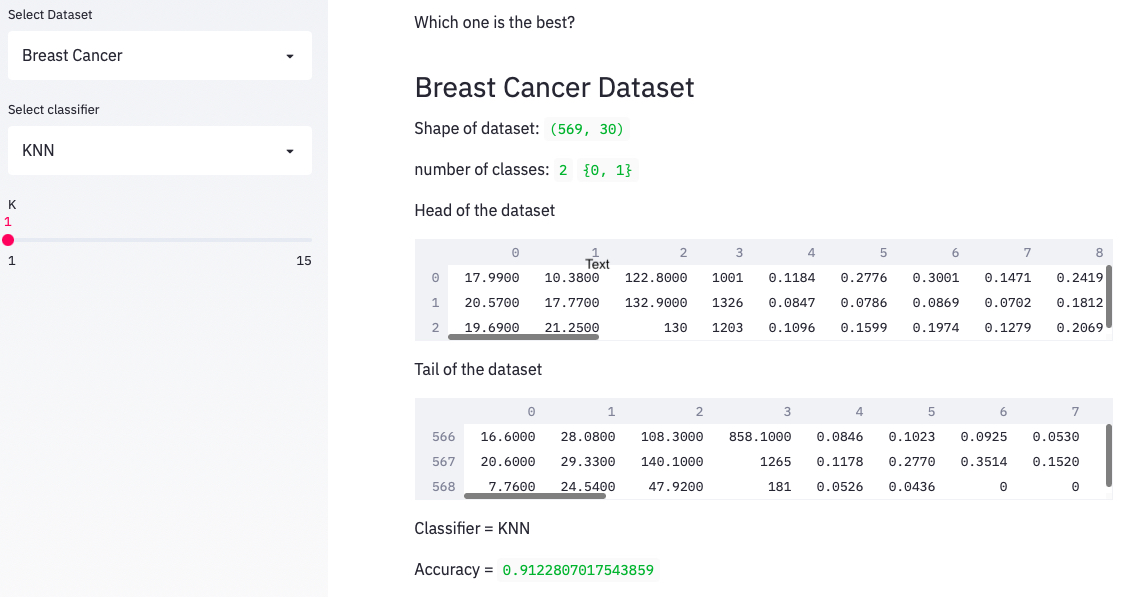 Select Dataset
Breast Cancer
Select classifier
KNN
K
1
1 15
Which one is the best?
Breast Cancer Dataset
Shape of dataset: (569, 30)
number of classes: 2 {0, 1}
Head of the dataset
0 1 2 3 4 5 6 7 8
Text
0 17.9900 10.3800 122.8000 1001 0.1184 0.2776 0.3001 0.1471 0.2419
1 20.5700 17.7700 132.9000 1326 0.0847 0.0786 0.0869 0.0702 0.1812
2 19.6900 21.2500 130 1203 0.1096 0.1599 0.1974 0.1279 0.2069
Tail of the dataset
0 1 2 3 4 5 6 7
566 16.6000 28.0800 108.3000 858.1000 0.0846 0.1023 0.0925 0.0530
567 20.6000 29.3300 140.1000 1265 0.1178 0.2770 0.3514 0.1520
568 7.7600 24.5400 47.9200 181 0.0526 0.0436 0 0
Classifier = KNN
Accuracy = 0.9122807017543859